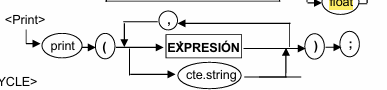 float
<Print>
,
print ( EXPRESIÓN ) ;
cte.string
YCLE>